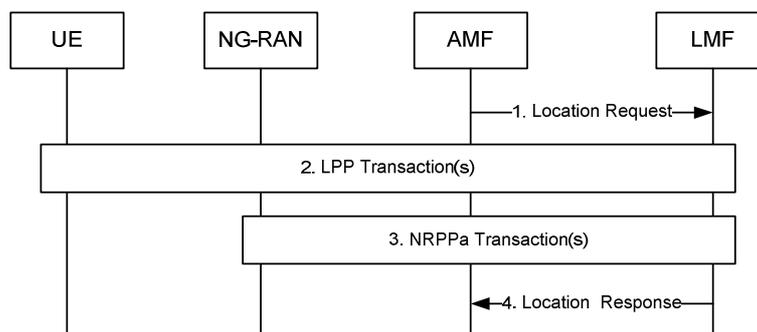 UE
NG-RAN
AMF
LMF
1. Location Request
2. LPP Transaction(s)
3. NRPPa Transaction(s)
4. Location Response